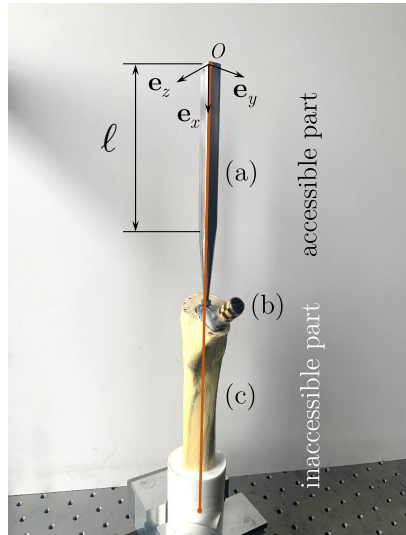 O
e_z
e_y
e_x
ℓ
(a)
accessible part
(b)
(c)
inaccessible part